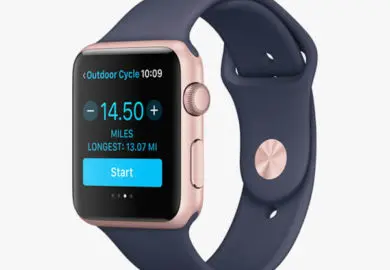 <Outdoor Cycle 10:09
- 14.50 +
MILES
LONGEST: 13.07 MI
Start